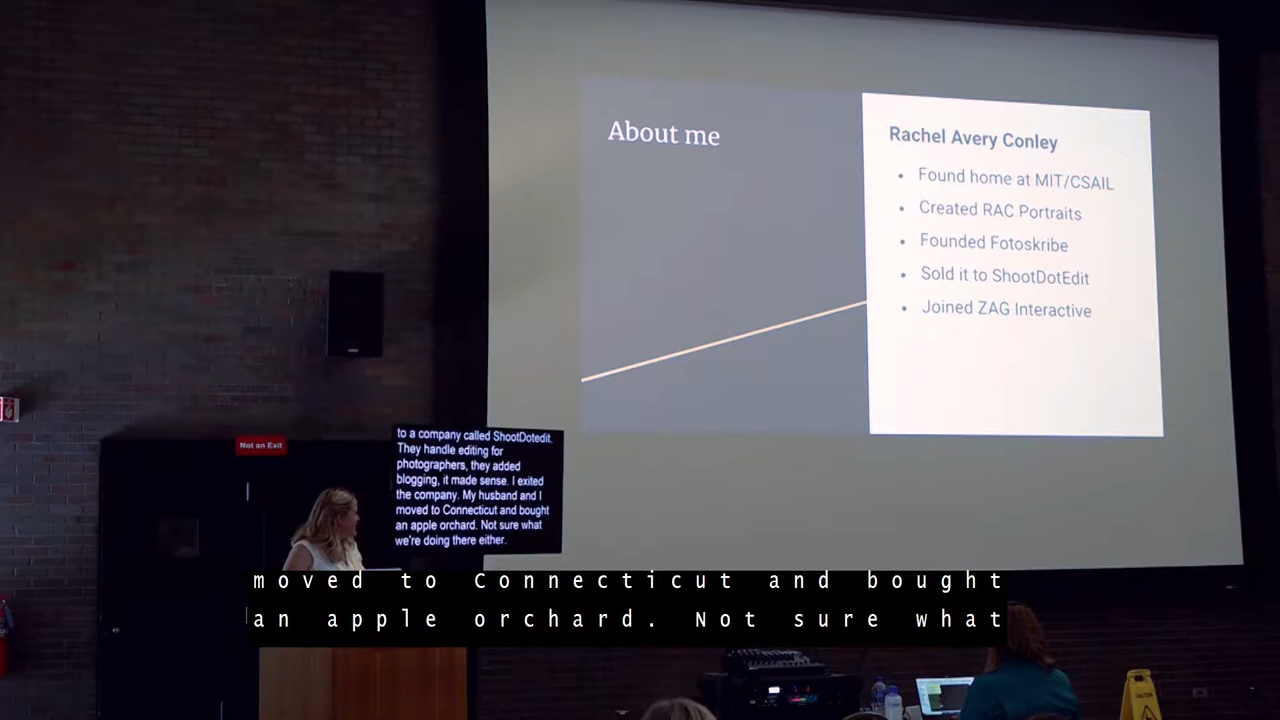 About me
Rachel Avery Conley
• Found home at MIT/CSAIL
• Created RAC Portraits
• Founded Fotoskribe
• Sold it to ShootDotEdit
• Joined ZAG Interactive
Not an Exit
to a company called ShootDotedit.
They handle editing for
photographers, they added
blogging, it made sense. I exited
the company. My husband and I
moved to Connecticut and bought
an apple orchard. Not sure what
we're doing there either.
moved to Connecticut and bought
an apple orchard. Not sure what
CAUTION